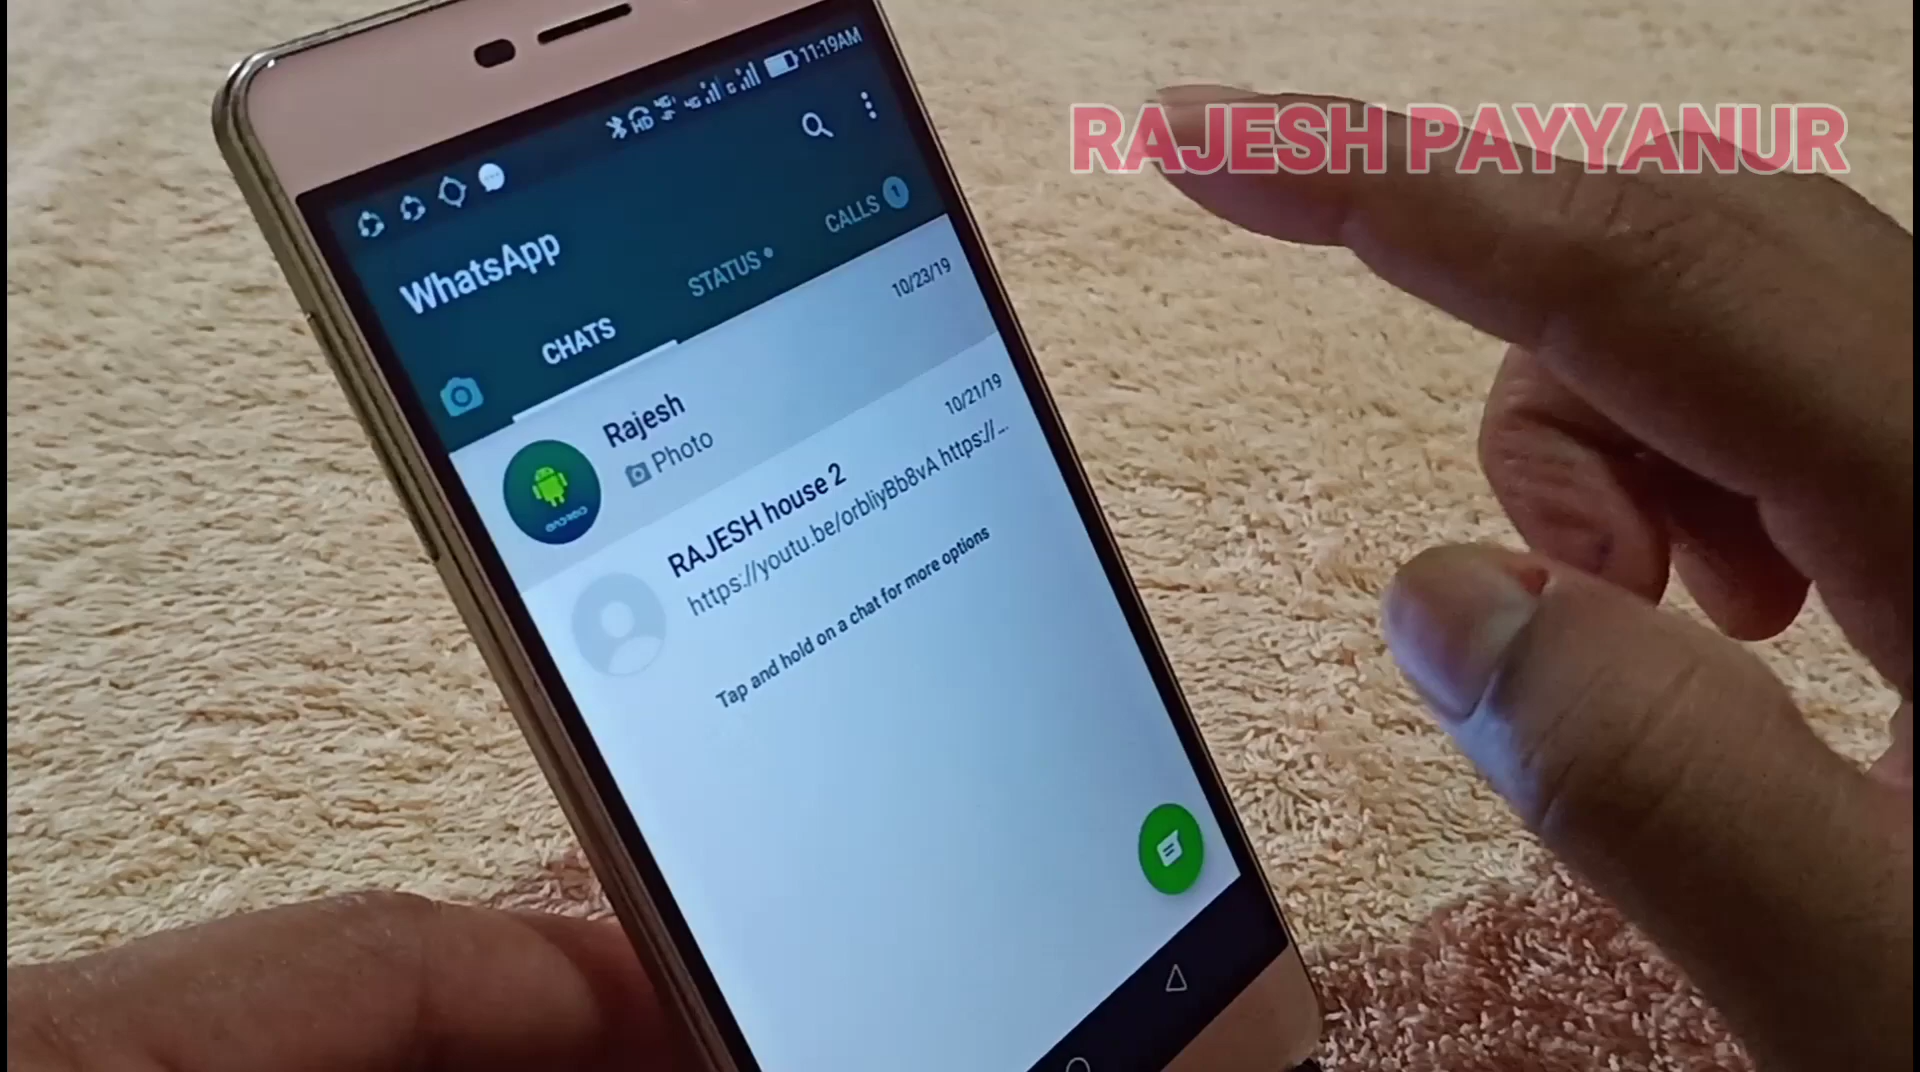 11:19AM
HD
RAJESH PAYYANUR
WhatsApp
CHATS
STATUS
CALLS 1
Rajesh
10/23/19
Photo
RAJESH house 2
10/21/19
https://youtu.be/orbliyBb8vA https://...
Tap and hold on a chat for more options